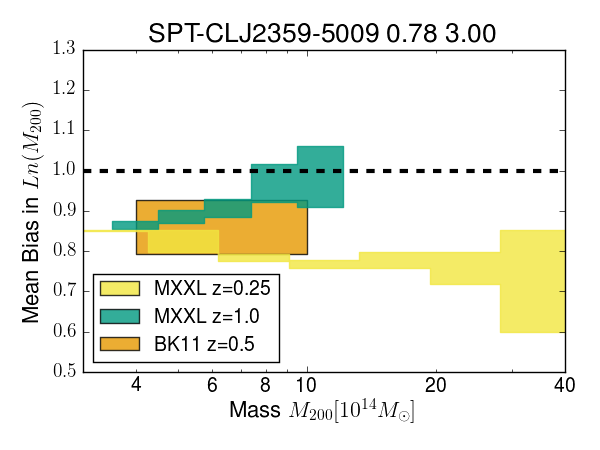 SPT-CLJ2359-5009 0.78 3.00
1.3
1.2
1.1
1.0
0.9
0.8
0.7
0.6
0.5
Mean Bias in Ln(M₂₀₀)
MXXL z=0.25
MXXL z=1.0
BK11 z=0.5
4 6 8 10 20 40
Mass M₂₀₀[10¹⁴M☉]